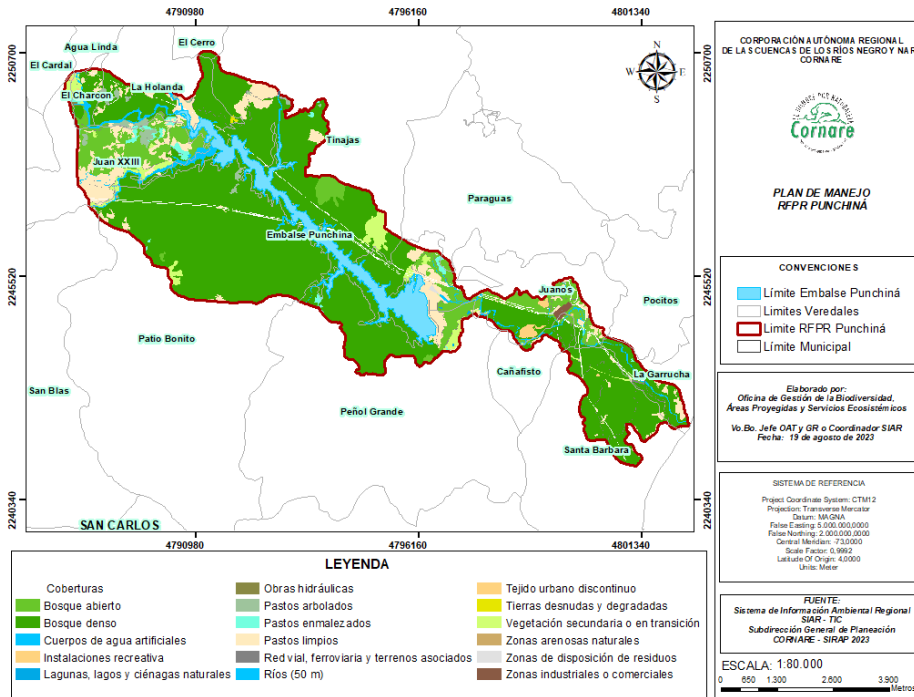 4790980
4796160
4801340
2250700
2250700
2245520
2245520
2240340
2240340
N
W
E
S
El Cerro
Agua Linda
El Cardal
La Holanda
El Charcon
Tinajas
Juan XXIII
Paraguas
Embalse Punchina
Juanos
Pocitos
Patio Bonito
Cañafisto
La Garrucha
San Blas
Peñol Grande
Santa Barbara
SAN CARLOS
4790980
4796160
4801340
CORPORACIÓN AUTÓNOMA REGIONAL
DE LAS CUENCAS DE LOS RÍOS NEGRO Y NAR
CORNARE
Cornare
PLAN DE MANEJO
RFPR PUNCHINÁ
CONVENCIONES
Límite Embalse Punchiná
Limites Veredales
Limite RFPR Punchiná
Límite Municipal
Elaborado por:
Oficina de Gestión de la Biodiversidad,
Áreas Proyegidas y Servicios Ecosistémicos
Vo.Bo. Jefe OAT y GR o Coordinador SIAR
Fecha: 19 de agosto de 2023
SISTEMA DE REFERENCIA
Project Coordinate System: CTM12
Projection: Transverse Mercator
Datum: MAGNA
False Easting: 5.000.000,0000
False Northing: 2.000.000,0000
Central Meridian: -73,0000
Scale Factor: 0,9992
Latitude Of Origin: 4,0000
Units: Meter
FUENTE:
Sistema de Información Ambiental Regional
SIAR - TIC
Subdirección General de Planeación
CORNARE - SIRAP 2023
ESCALA: 1:80.000
0 650 1.300 2.600 3.900
Metros
LEYENDA
Coberturas
Bosque abierto
Bosque denso
Cuerpos de agua artificiales
Instalaciones recreativa
Lagunas, lagos y ciénagas naturales
Obras hidráulicas
Pastos arbolados
Pastos enmalezados
Pastos limpios
Red vial, ferroviaria y terrenos asociados
Ríos (50 m)
Tejido urbano discontinuo
Tierras desnudas y degradadas
Vegetación secundaria o en transición
Zonas arenosas naturales
Zonas de disposición de residuos
Zonas industriales o comerciales